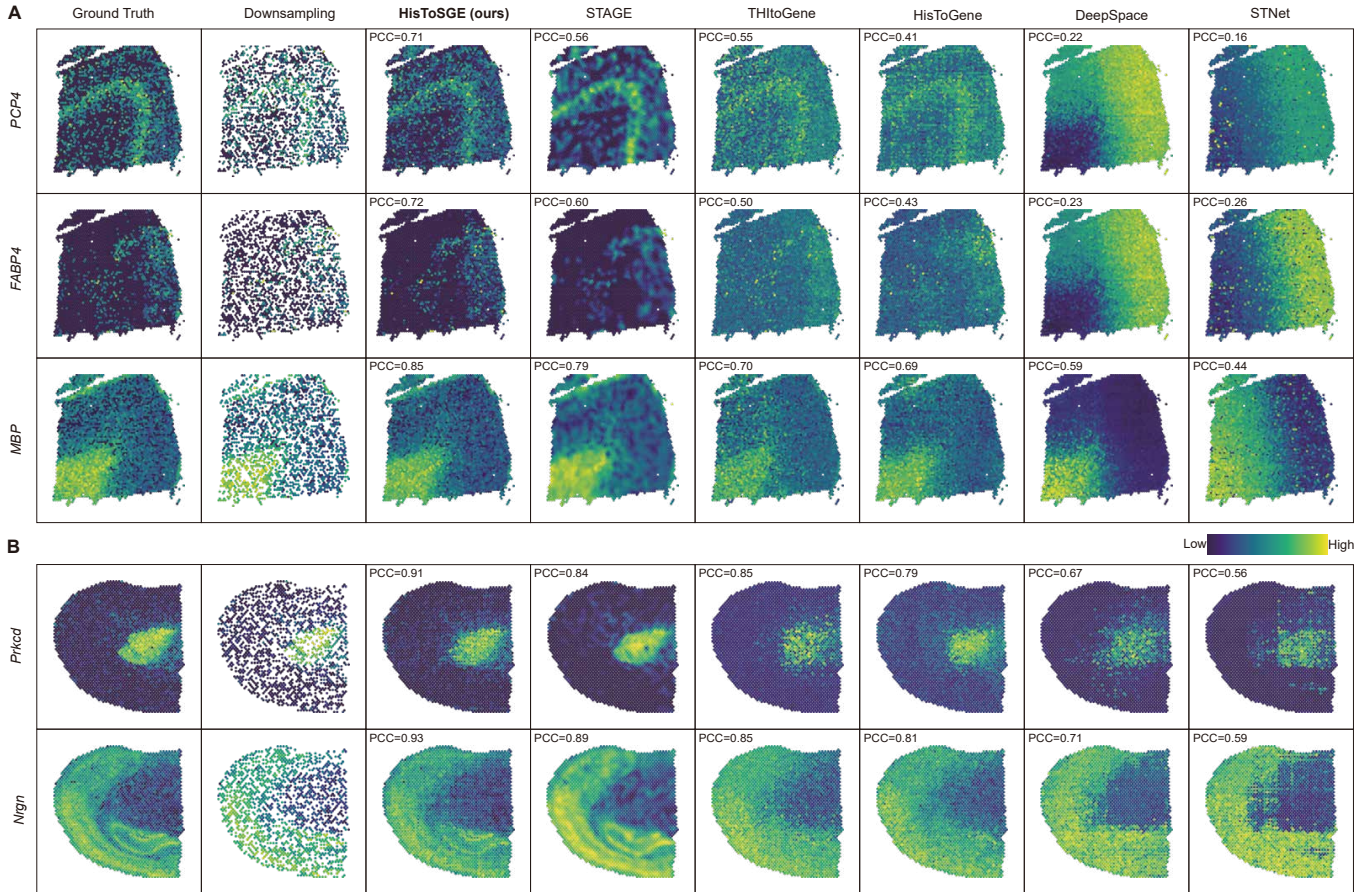 A
Ground Truth Downsampling HisToSGE (ours) STAGE THItoGene HisToGene DeepSpace STNet
PCP4
PCC=0.71 PCC=0.56 PCC=0.55 PCC=0.41 PCC=0.22 PCC=0.16
FABP4
PCC=0.72 PCC=0.60 PCC=0.50 PCC=0.43 PCC=0.23 PCC=0.26
MBP
PCC=0.85 PCC=0.79 PCC=0.70 PCC=0.69 PCC=0.59 PCC=0.44
B
Low High
Prkcd
PCC=0.91 PCC=0.84 PCC=0.85 PCC=0.79 PCC=0.67 PCC=0.56
Nrgn
PCC=0.93 PCC=0.89 PCC=0.85 PCC=0.81 PCC=0.71 PCC=0.59